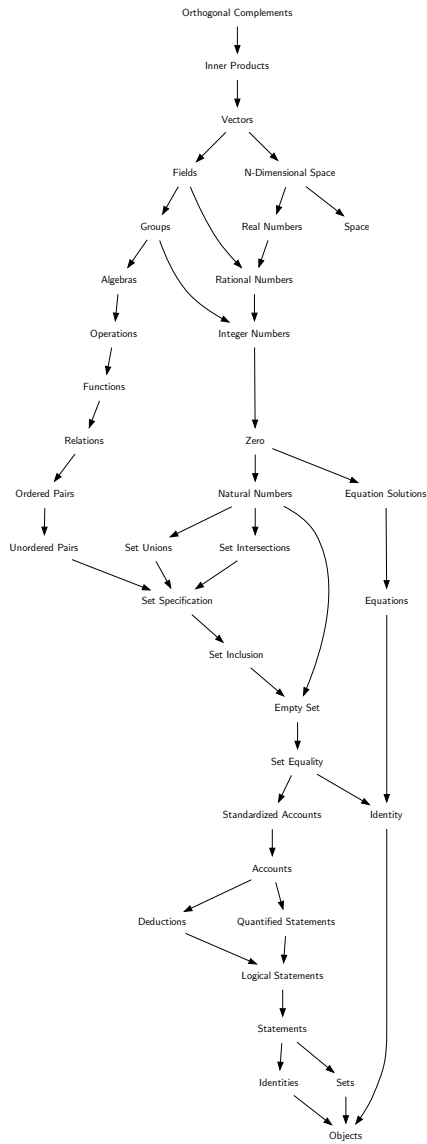 Orthogonal Complements
Inner Products
Vectors
Fields
N-Dimensional Space
Groups
Real Numbers
Space
Algebras
Rational Numbers
Operations
Integer Numbers
Functions
Relations
Zero
Ordered Pairs
Natural Numbers
Equation Solutions
Unordered Pairs
Set Unions
Set Intersections
Set Specification
Equations
Set Inclusion
Empty Set
Set Equality
Standardized Accounts
Identity
Accounts
Deductions
Quantified Statements
Logical Statements
Statements
Identities
Sets
Objects